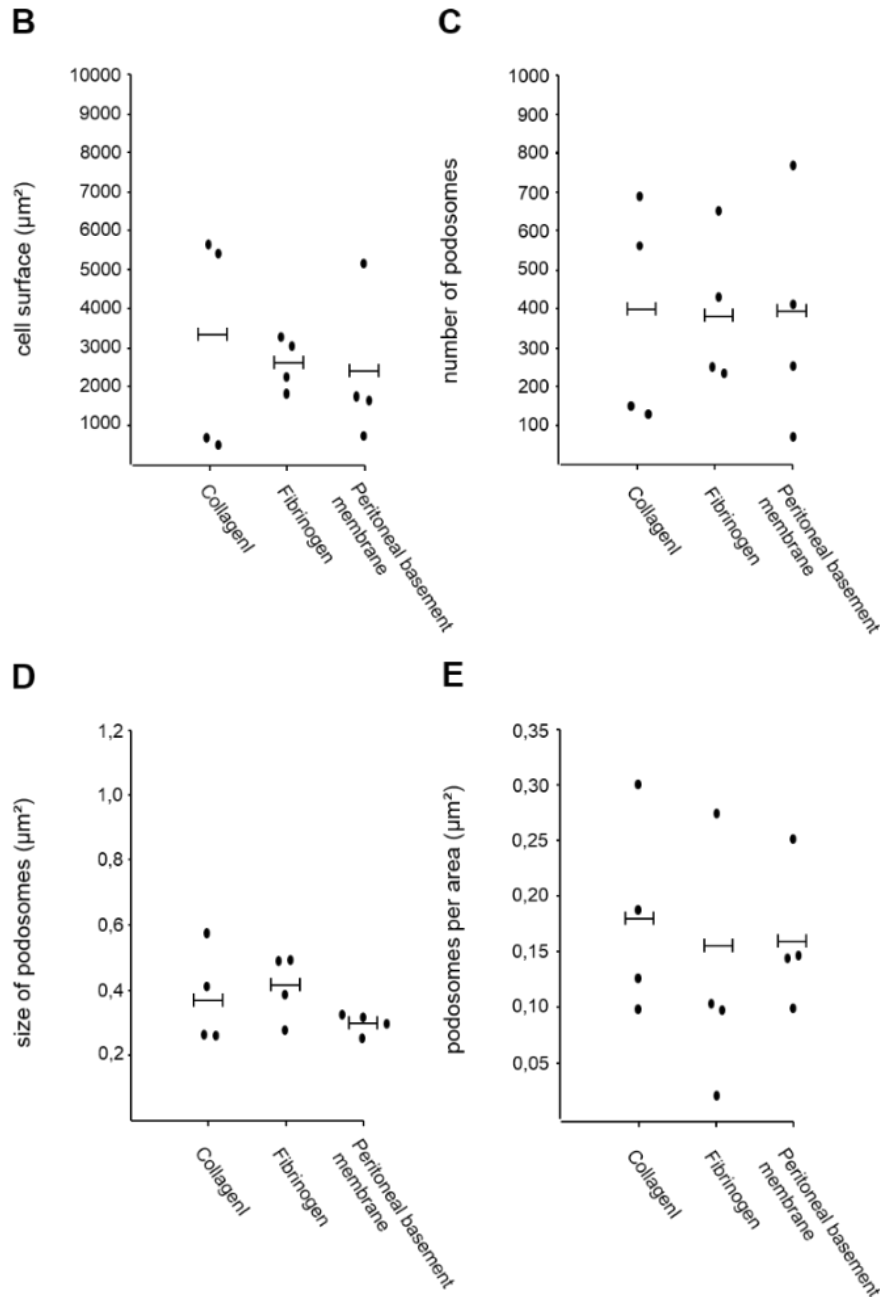 B
cell surface (µm²)
10000
9000
8000
7000
6000
5000
4000
3000
2000
1000
CollagenI
Fibrinogen
Peritoneal basement
membrane
C
number of podosomes
1000
900
800
700
600
500
400
300
200
100
CollagenI
Fibrinogen
Peritoneal basement
membrane
D
size of podosomes (µm²)
1,2
1,0
0,8
0,6
0,4
0,2
CollagenI
Fibrinogen
Peritoneal basement
membrane
E
podosomes per area (µm²)
0,35
0,30
0,25
0,20
0,15
0,10
0,05
CollagenI
Fibrinogen
Peritoneal basement
membrane